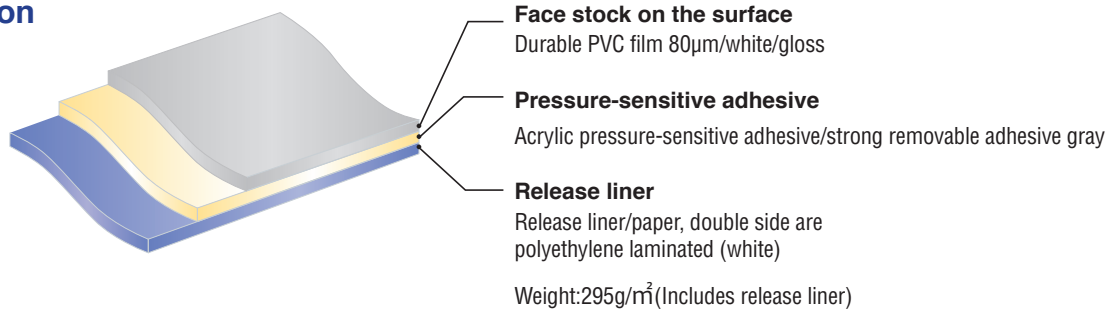 on
Face stock on the surface
Durable PVC film 80μm/white/gloss
Pressure-sensitive adhesive
Acrylic pressure-sensitive adhesive/strong removable adhesive gray
Release liner
Release liner/paper, double side are
polyethylene laminated (white)
Weight:295g/㎡(Includes release liner)